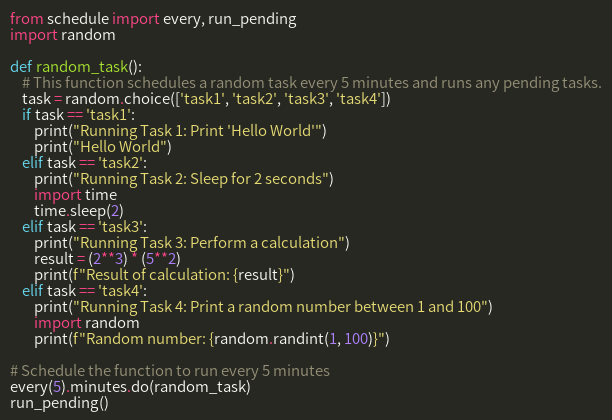 from schedule import every, run_pending
import random

def random_task():
    # This function schedules a random task every 5 minutes and runs any pending tasks.
    task = random.choice(['task1', 'task2', 'task3', 'task4'])
    if task == 'task1':
        print("Running Task 1: Print 'Hello World'")
        print("Hello World")
    elif task == 'task2':
        print("Running Task 2: Sleep for 2 seconds")
        import time
        time.sleep(2)
    elif task == 'task3':
        print("Running Task 3: Perform a calculation")
        result = (2**3) * (5**2)
        print(f"Result of calculation: {result}")
    elif task == 'task4':
        print("Running Task 4: Print a random number between 1 and 100")
        import random
        print(f"Random number: {random.randint(1, 100)}")

# Schedule the function to run every 5 minutes
every(5).minutes.do(random_task)
run_pending()